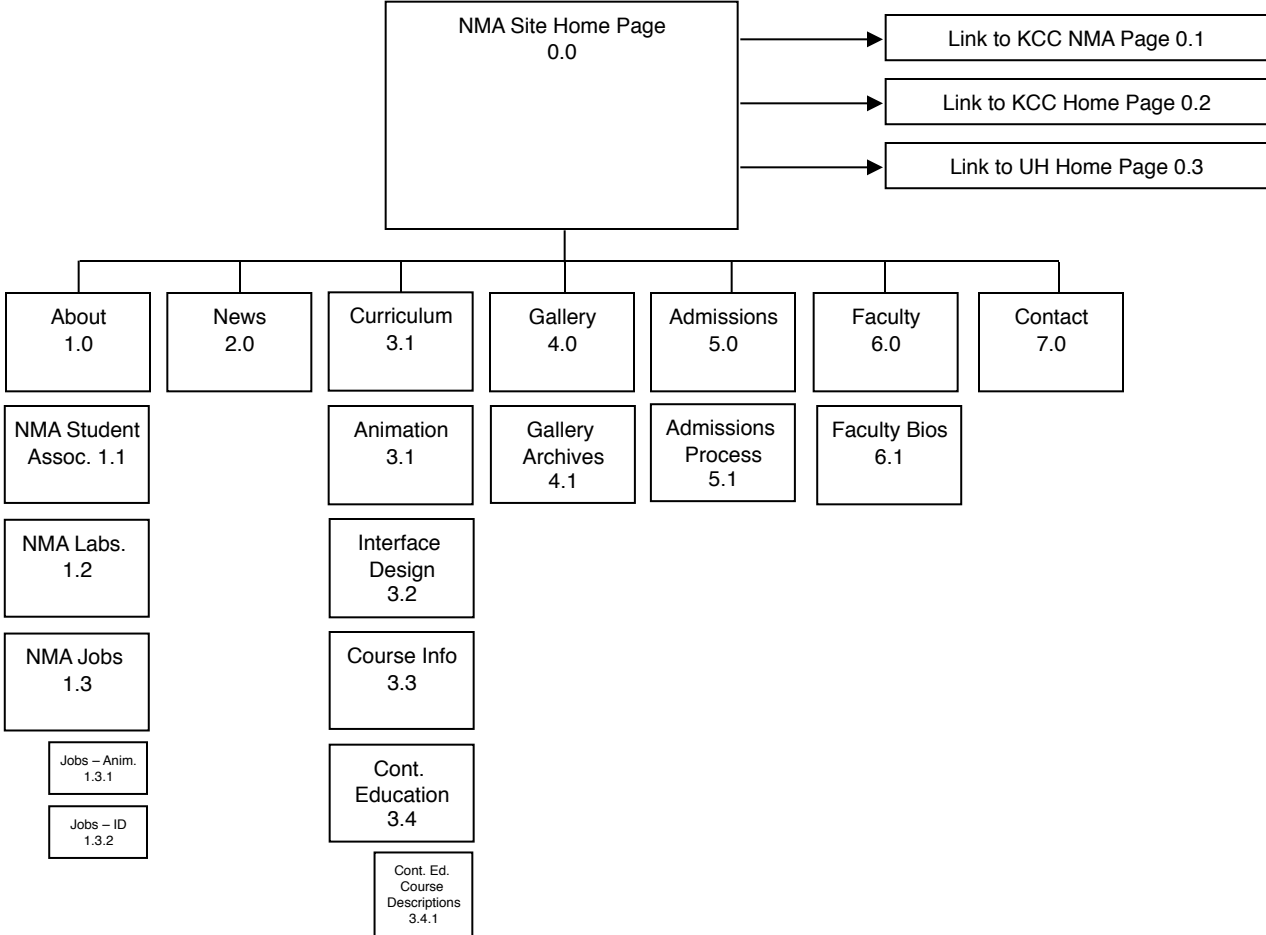 NMA Site Home Page
0.0
Link to KCC NMA Page 0.1
Link to KCC Home Page 0.2
Link to UH Home Page 0.3
About
1.0
News
2.0
Curriculum
3.1
Gallery
4.0
Admissions
5.0
Faculty
6.0
Contact
7.0
NMA Student
Assoc. 1.1
Animation
3.1
Gallery
Archives
4.1
Admissions
Process
5.1
Faculty Bios
6.1
NMA Labs.
1.2
Interface
Design
3.2
NMA Jobs
1.3
Course Info
3.3
Jobs – Anim.
1.3.1
Jobs – ID
1.3.2
Cont.
Education
3.4
Cont. Ed.
Course
Descriptions
3.4.1